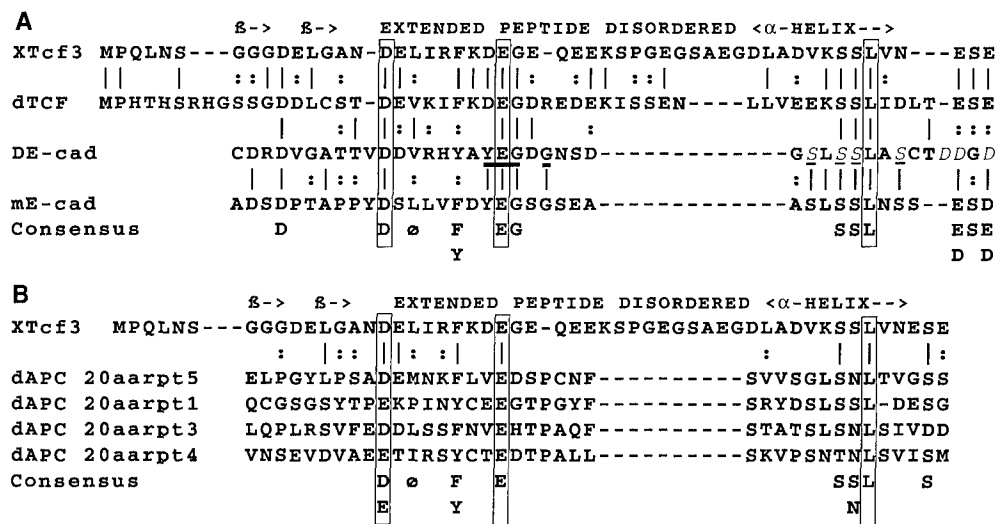 A
ß-> ß-> EXTENDED PEPTIDE DISORDERED <α-HELIX-->
XTcf3 MPQLNS---GGGDELGAN-DELIRFKDEGE-QEEKSPGEGSAEGDLADVKSSLVN---ESE
dTCF MPHTHSRHGSSGDDLCST-DEVKIFKDEGDREDEKISSEN----LLVEEKSSLIDLT-ESE
DE-cad CDRDVGATTVDDVRHYAYEGDGNSD-------------GSLSSLASCTDDGD
mE-cad ADSDPTAPPYDSLLVFDYEGSGSEA-------------ASLSSLNSS--ESD
Consensus D D ø F EG SSL ESE
Y D D
B
ß-> ß-> EXTENDED PEPTIDE DISORDERED <α-HELIX-->
XTcf3 MPQLNS---GGGDELGANDELIRFKDEGE-QEEKSPGEGSAEGDLADVKSSLVNESE
dAPC 20aarpt5 ELPGYLPSADEMNKFLVEDSPCNF----------SVVSGLSNLTVGSS
dAPC 20aarpt1 QCGSGSYTPEKPINYCEEGTPGYF----------SRYDSLSSL-DESG
dAPC 20aarpt3 LQPLRSVFEDDLSSFNVEHTPAQF----------STATSLSNLSIVDD
dAPC 20aarpt4 VNSEVDVAEETIRSYCTEDTPALL----------SKVPSNTNLSVISM
Consensus D ø F E SSL S
E Y N